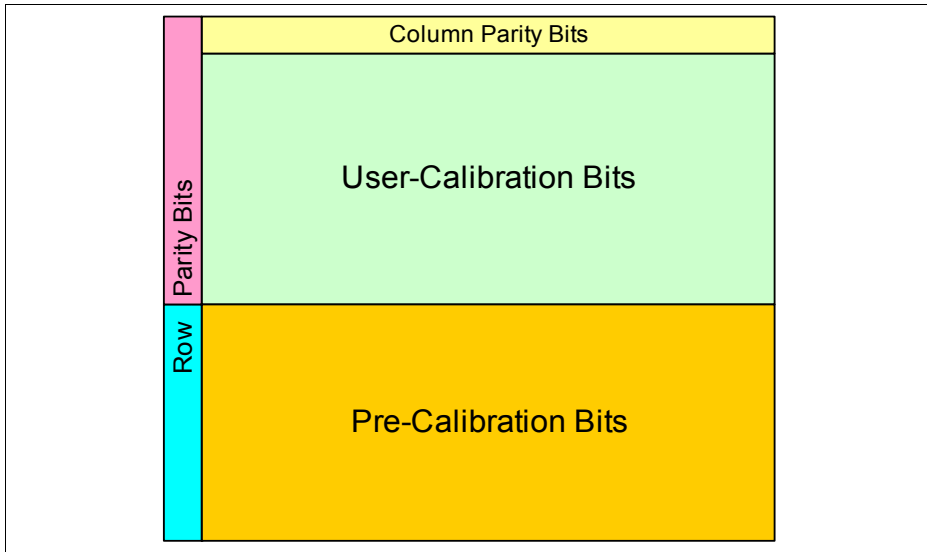 Column Parity Bits
User-Calibration Bits
Row Parity Bits
Pre-Calibration Bits